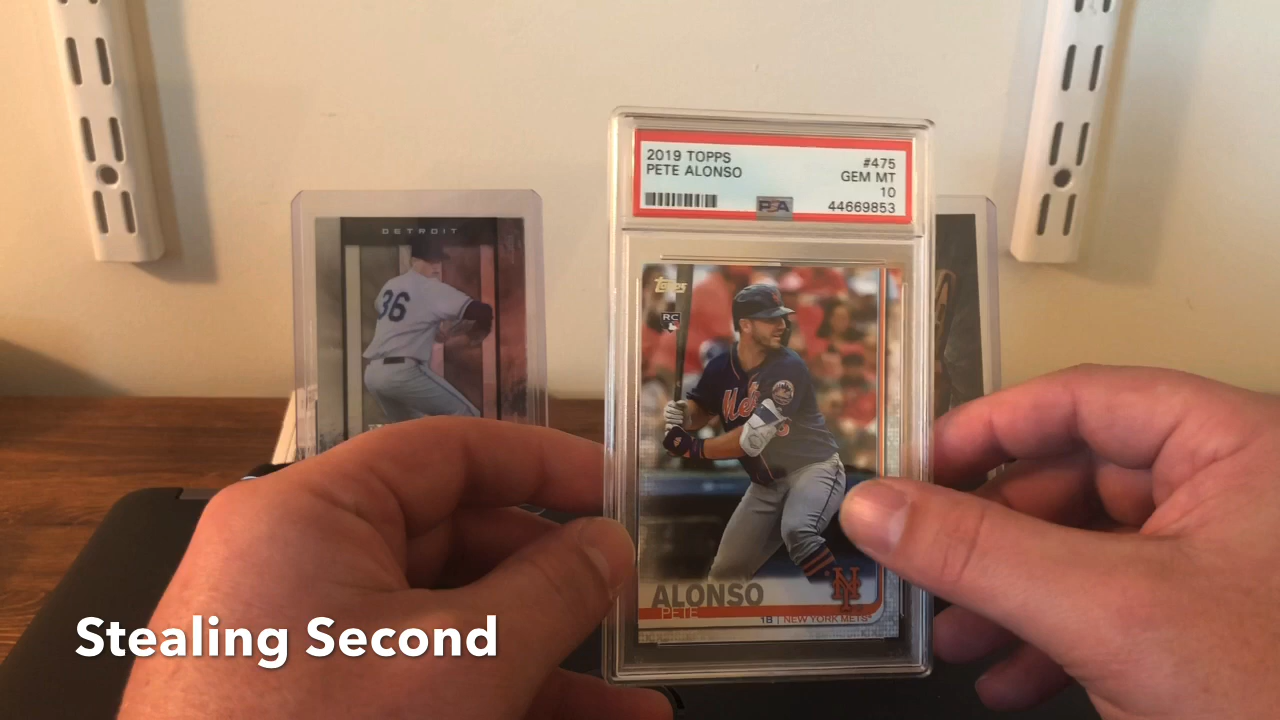 2019 TOPPS #475
PETE ALONSO GEM MT
10
PSA 44669853
DETROIT
36
Topps
RC
Mets
ALONSO
PETE
NY
1B | NEW YORK METS
Stealing Second